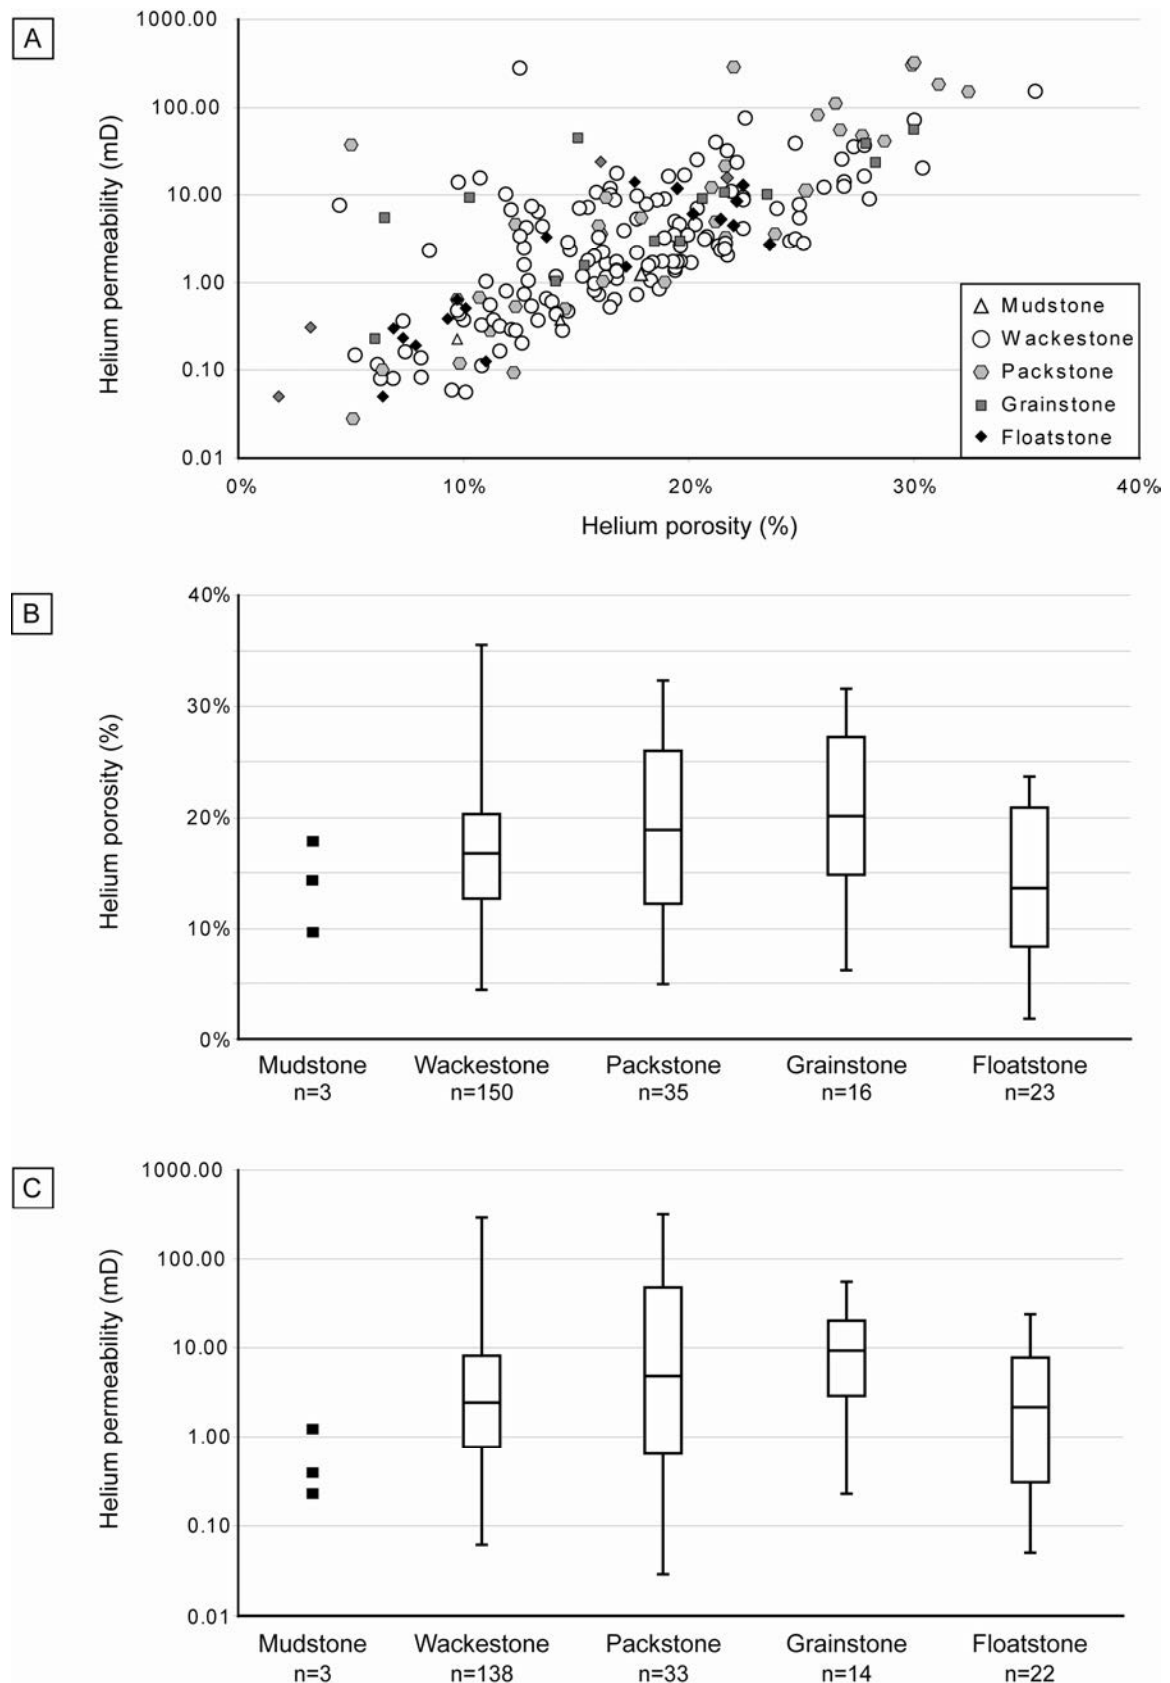 A
1000.00
100.00
10.00
1.00
0.10
0.01
Helium permeability (mD)
0%
10%
20%
30%
40%
Helium porosity (%)
Mudstone
Wackestone
Packstone
Grainstone
Floatstone
B
40%
30%
20%
10%
0%
Helium porosity (%)
Mudstone
n=3
Wackestone
n=150
Packstone
n=35
Grainstone
n=16
Floatstone
n=23
C
1000.00
100.00
10.00
1.00
0.10
0.01
Helium permeability (mD)
Mudstone
n=3
Wackestone
n=138
Packstone
n=33
Grainstone
n=14
Floatstone
n=22